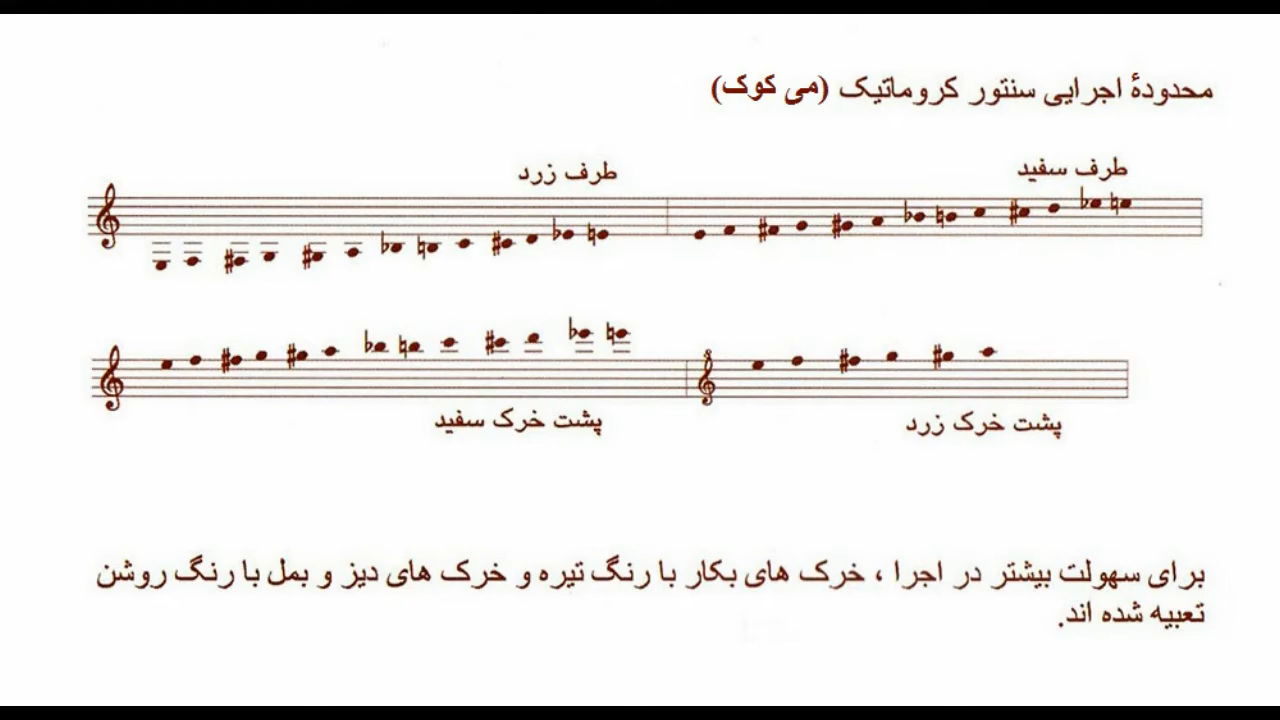 محدودهٔ اجرایی سنتور کروماتیک (می کوک)
طرف زرد
طرف سفید
پشت خرک سفید
پشت خرک زرد
برای سهولت بیشتر در اجرا ، خرک های بکار با رنگ تیره و خرک های دیز و بمل با رنگ روشن
تعبیه شده اند.